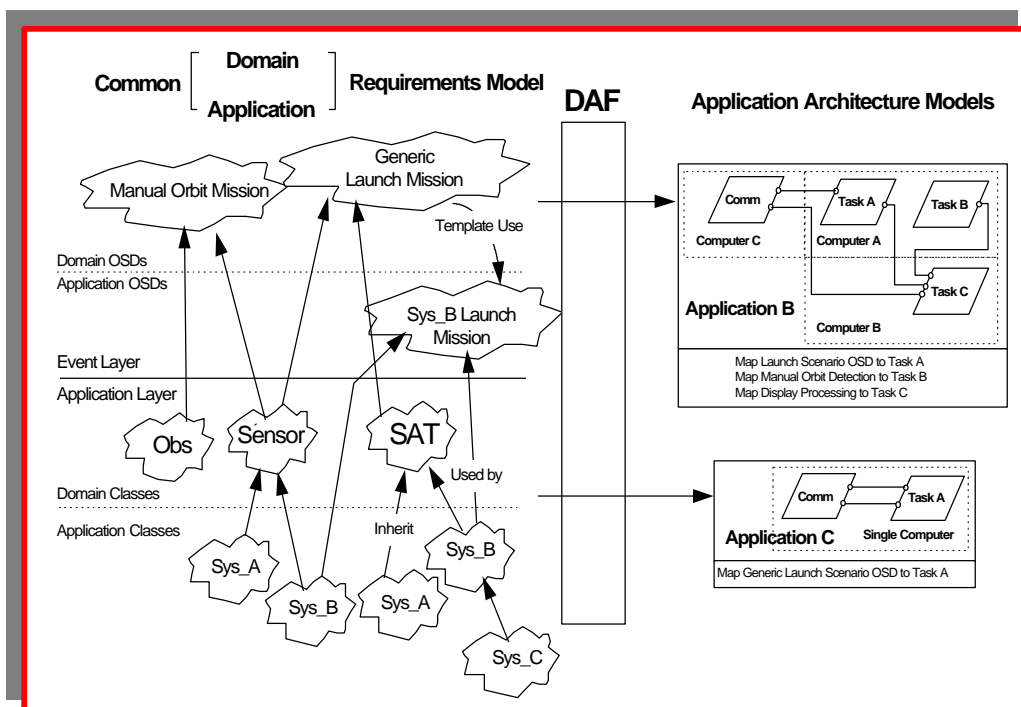 Common
Domain
Application
Requirements Model
DAF
Application Architecture Models
Manual Orbit Mission
Generic
Launch Mission
Template Use
Domain OSDs
Application OSDs
Sys_B Launch
Mission
Event Layer
Application Layer
Obs
Sensor
SAT
Used by
Domain Classes
Application Classes
Inherit
Sys_A
Sys_B
Sys_A
Sys_B
Sys_C
Comm
Task A
Task B
Computer C
Computer A
Task C
Application B
Computer B
Map Launch Scenario OSD to Task A
Map Manual Orbit Detection to Task B
Map Display Processing to Task C
Comm
Task A
Application C
Single Computer
Map Generic Launch Scenario OSD to Task A